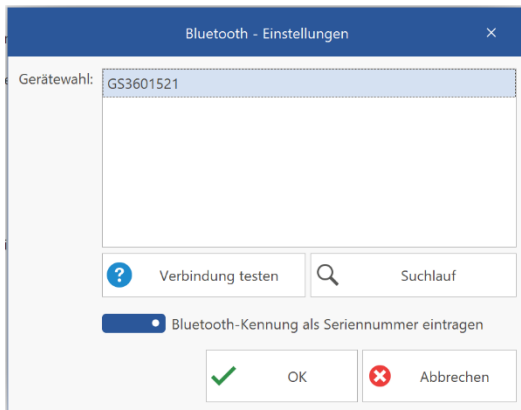 Bluetooth - Einstellungen
Gerätewahl:
GS3601521
Verbindung testen
Suchlauf
Bluetooth-Kennung als Seriennummer eintragen
OK
Abbrechen